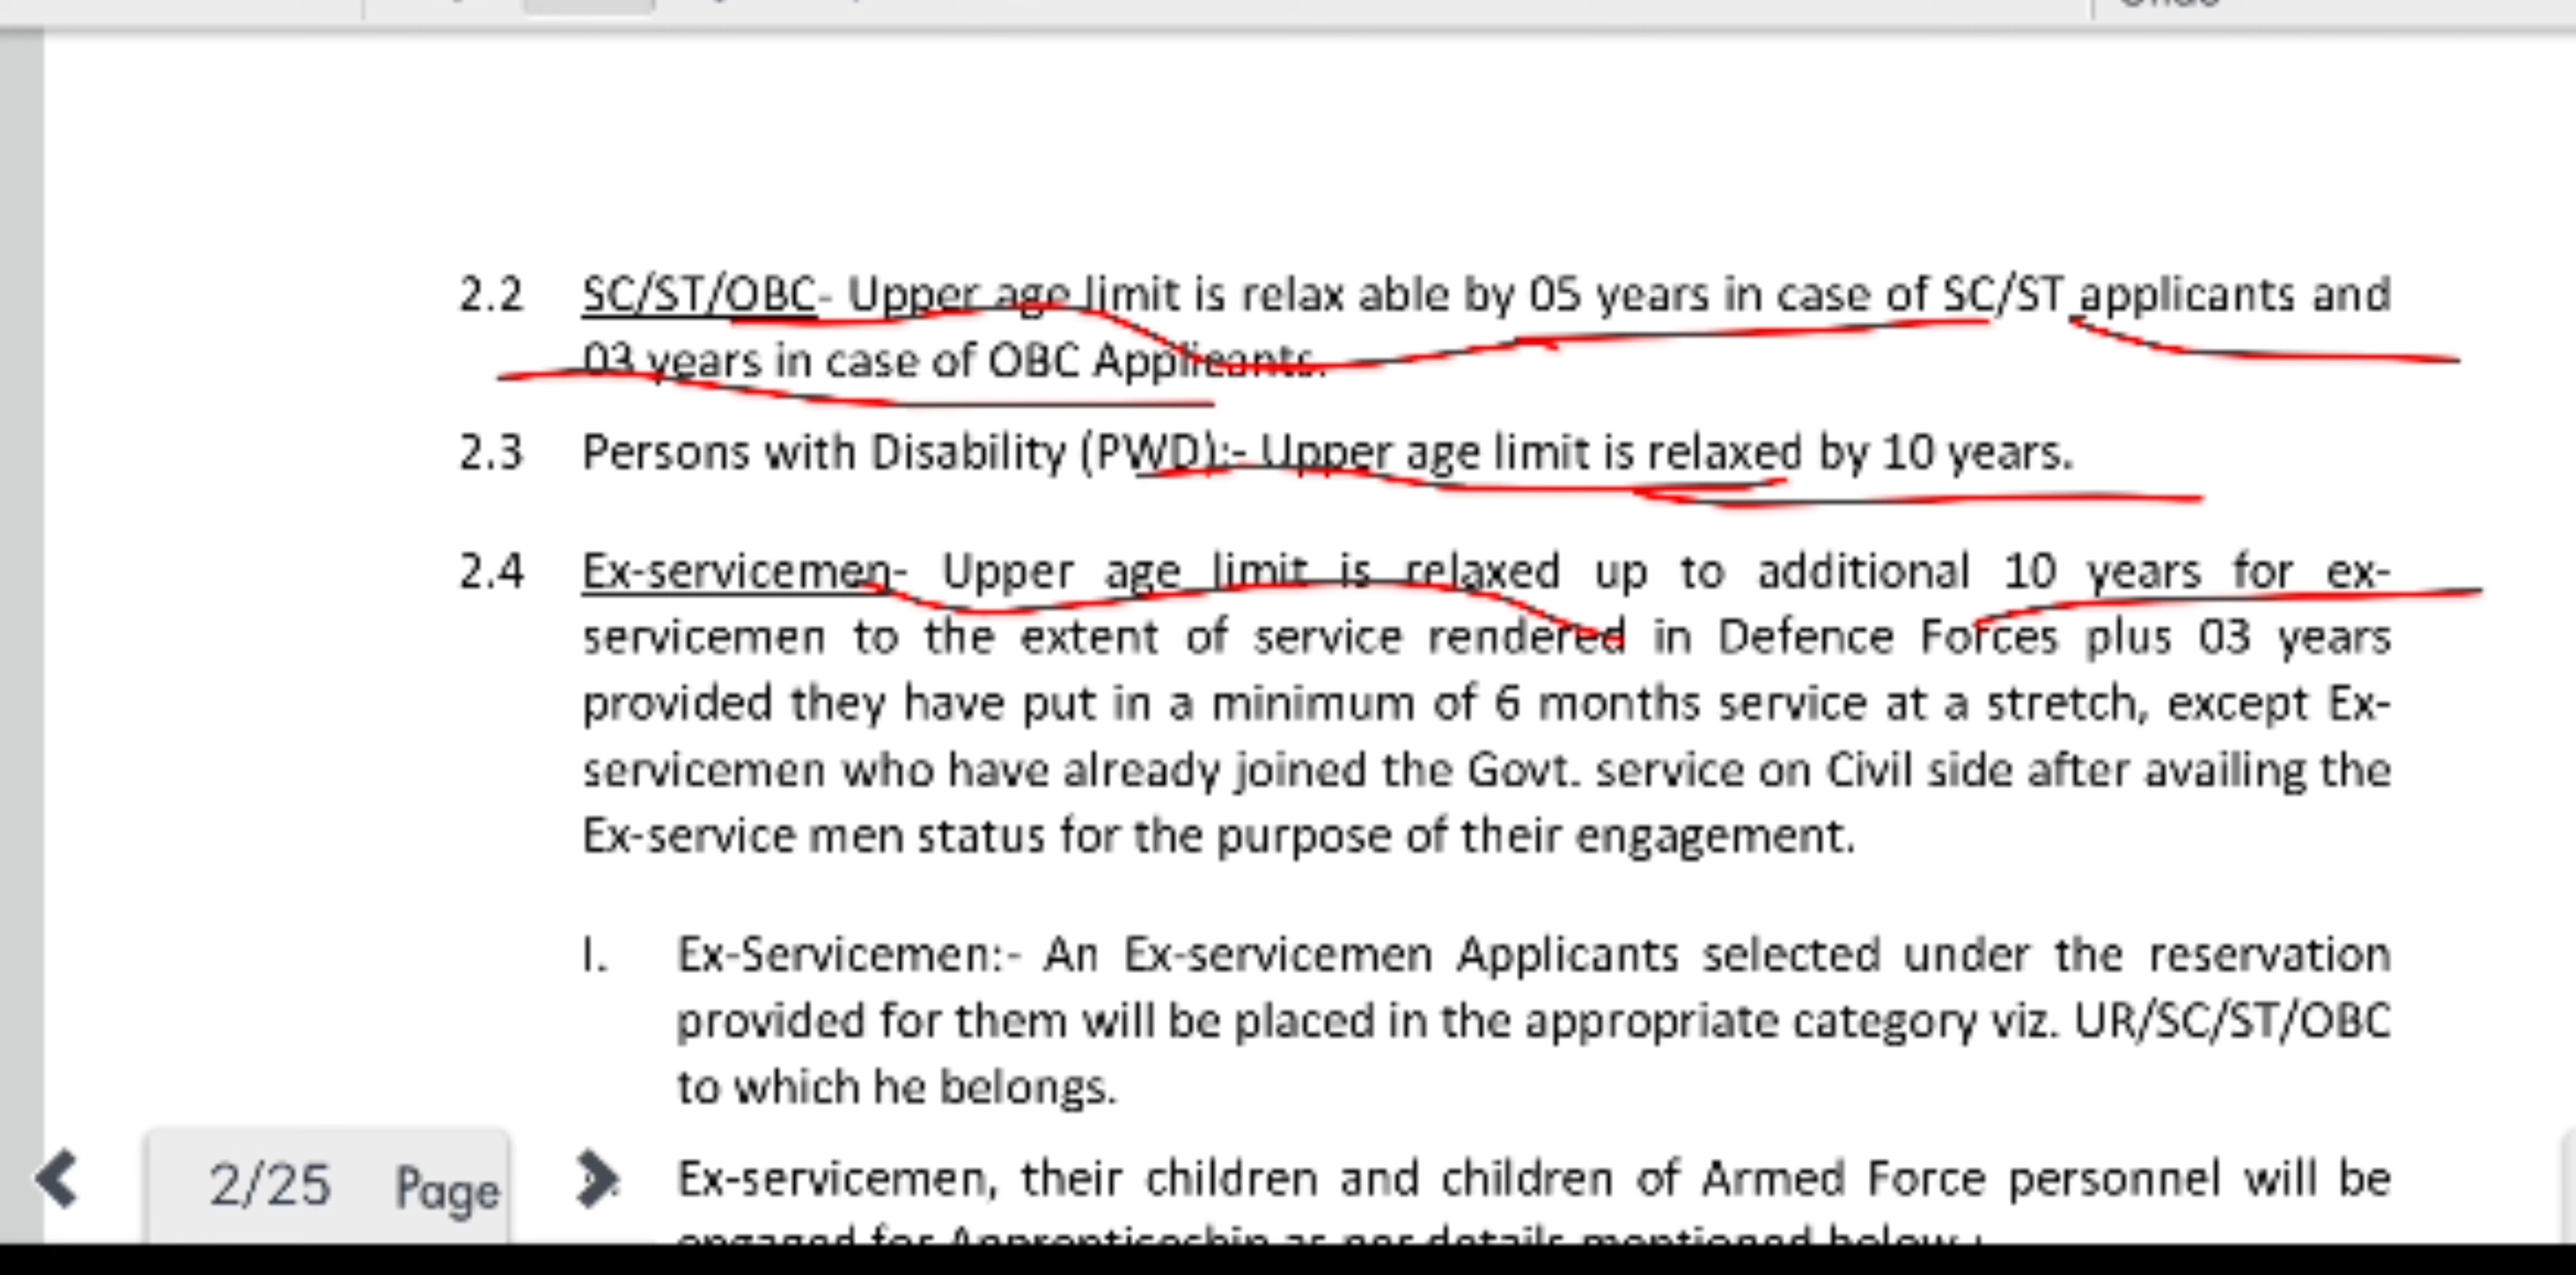 2.2 SC/ST/OBC- Upper age limit is relax able by 05 years in case of SC/ST applicants and
03 years in case of OBC Applicants.
2.3 Persons with Disability (PWD):- Upper age limit is relaxed by 10 years.
2.4 Ex-servicemen- Upper age limit is relaxed up to additional 10 years for ex-
servicemen to the extent of service rendered in Defence Forces plus 03 years
provided they have put in a minimum of 6 months service at a stretch, except Ex-
servicemen who have already joined the Govt. service on Civil side after availing the
Ex-service men status for the purpose of their engagement.
I. Ex-Servicemen:- An Ex-servicemen Applicants selected under the reservation
provided for them will be placed in the appropriate category viz. UR/SC/ST/OBC
to which he belongs.
Ex-servicemen, their children and children of Armed Force personnel will be
engaged for Apprenticeship as per details mentioned below :
2/25 Page